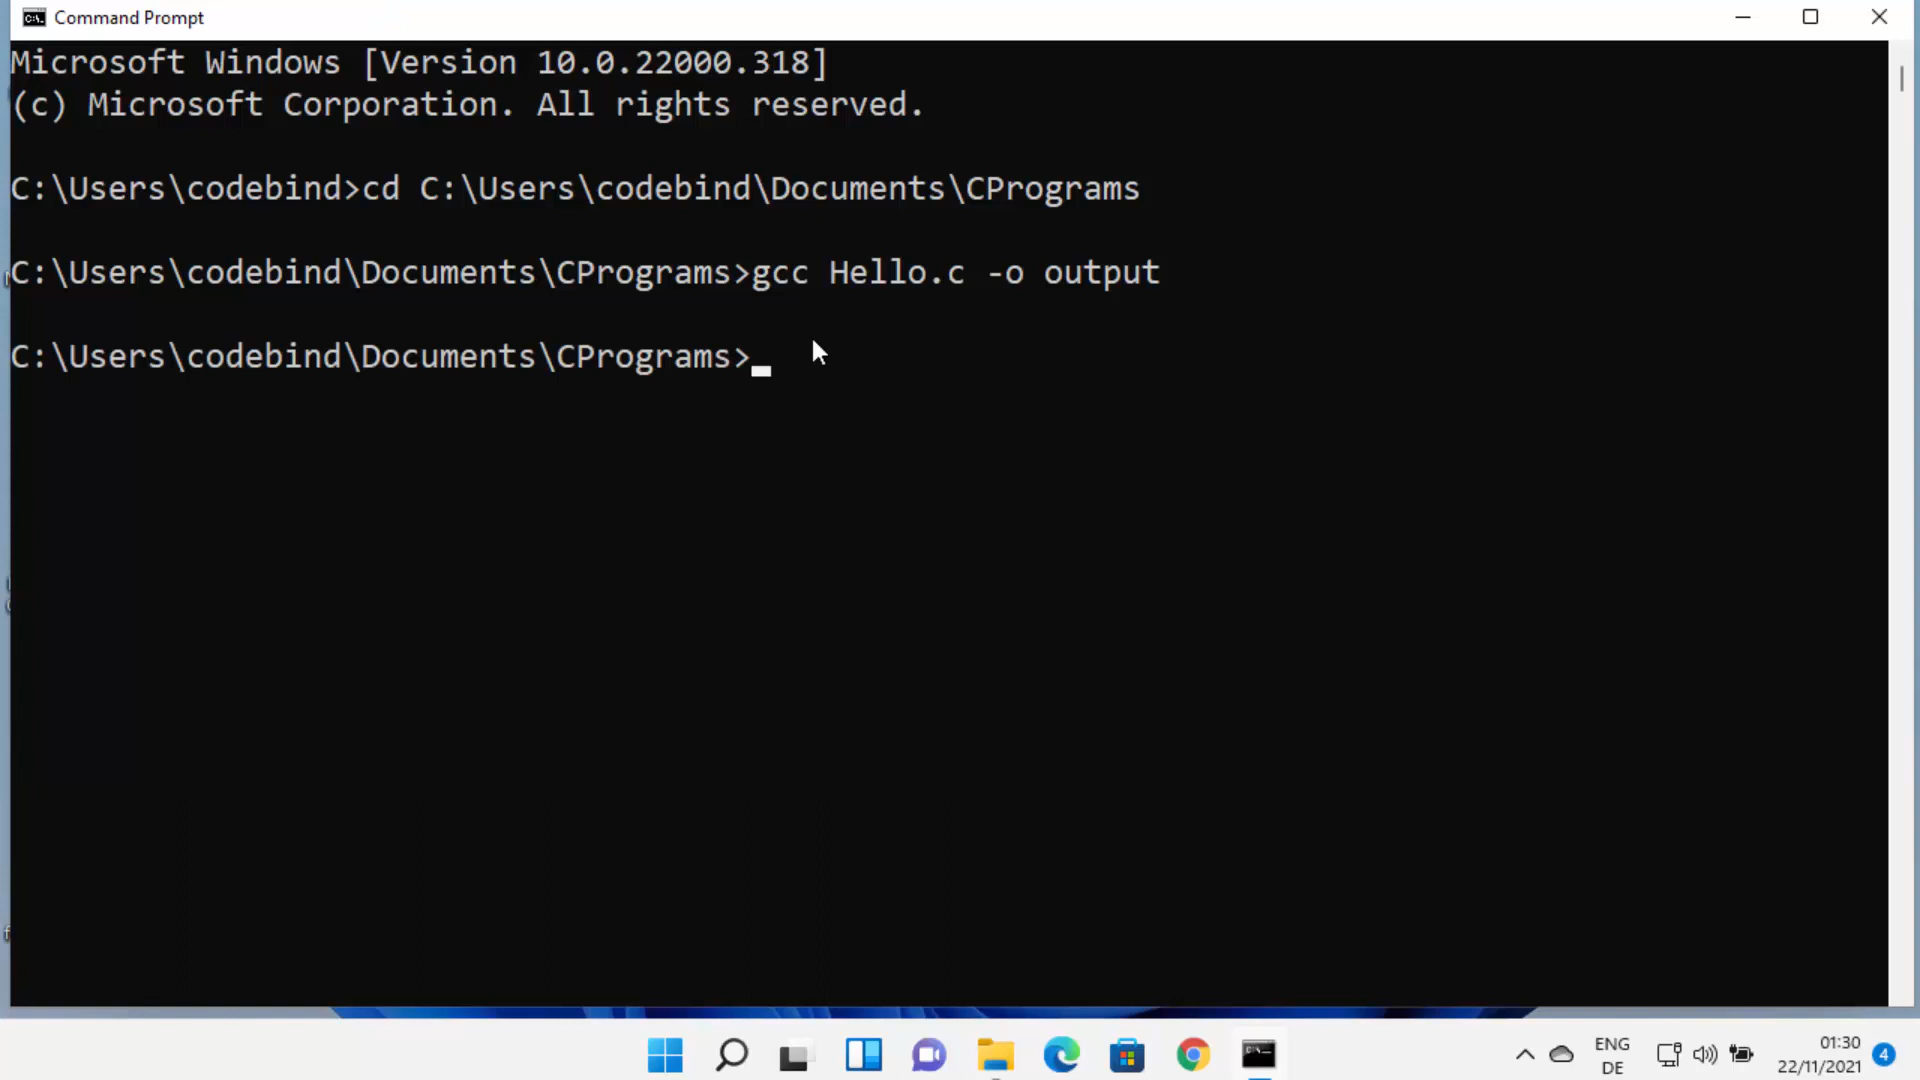 Command Prompt
Microsoft Windows [Version 10.0.22000.318]
(c) Microsoft Corporation. All rights reserved.
C:\Users\codebind>cd C:\Users\codebind\Documents\CPrograms
C:\Users\codebind\Documents\CPrograms>gcc Hello.c -o output
C:\Users\codebind\Documents\CPrograms>
ENG
DE
01:30
22/11/2021
4